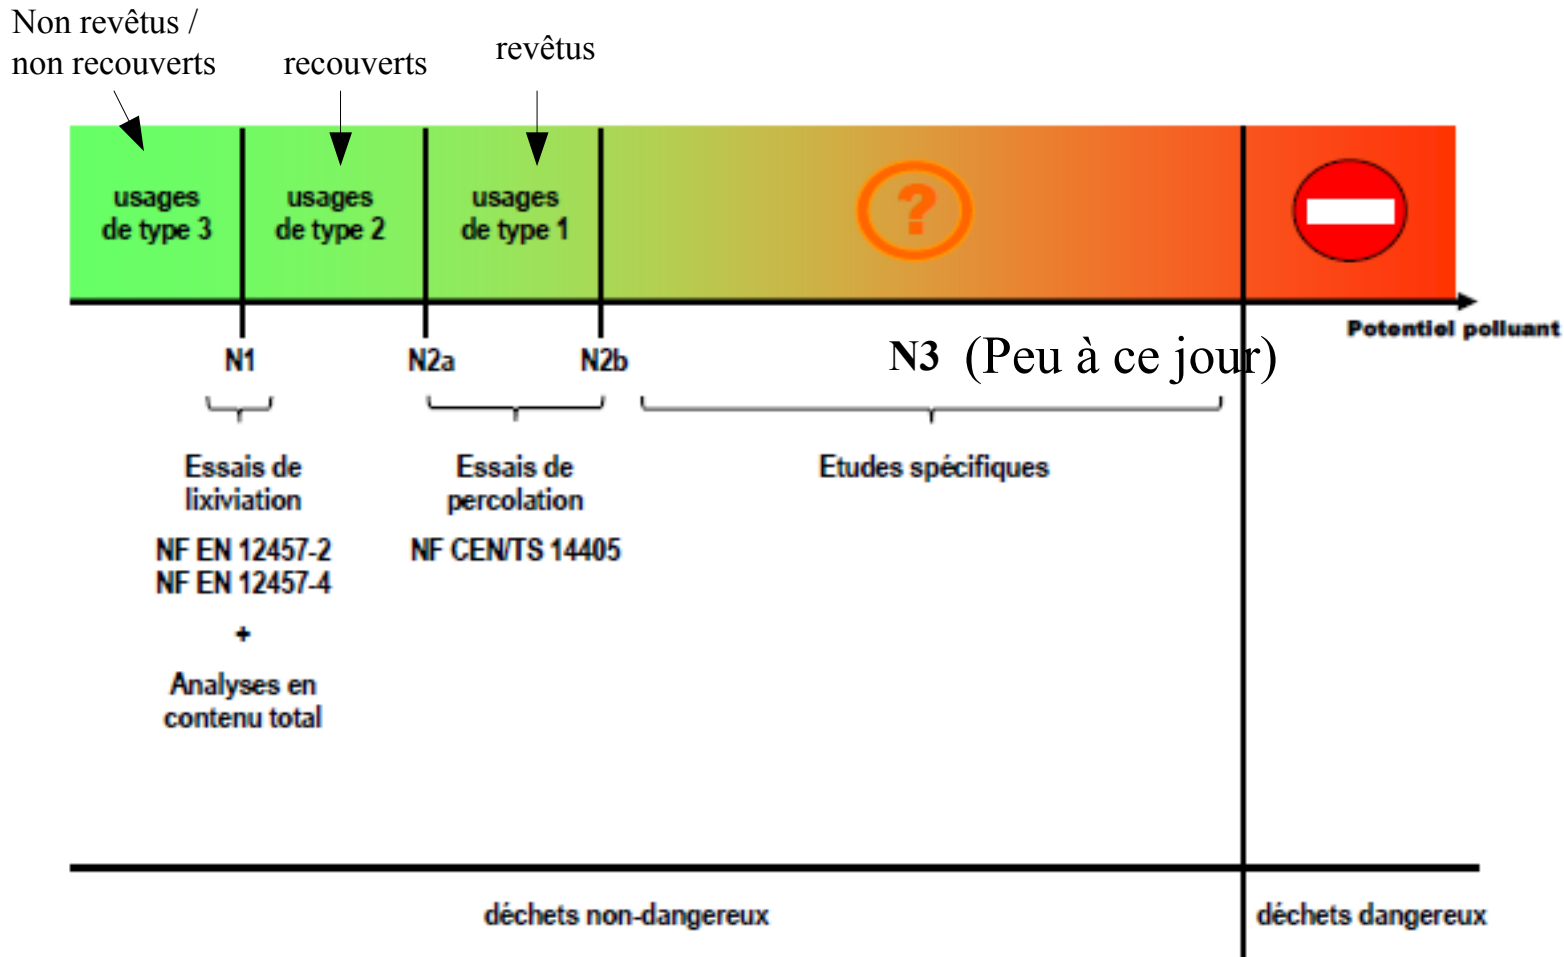 Non revêtus /
non recouverts
recouverts
revêtus
usages
de type 3
usages
de type 2
usages
de type 1
?
Potentiel polluant
N1
N2a
N2b
N3 (Peu à ce jour)
Essais de
lixiviation
NF EN 12457-2
NF EN 12457-4
+
Analyses en
contenu total
Essais de
percolation
NF CEN/TS 14405
Etudes spécifiques
déchets non-dangereux
déchets dangereux